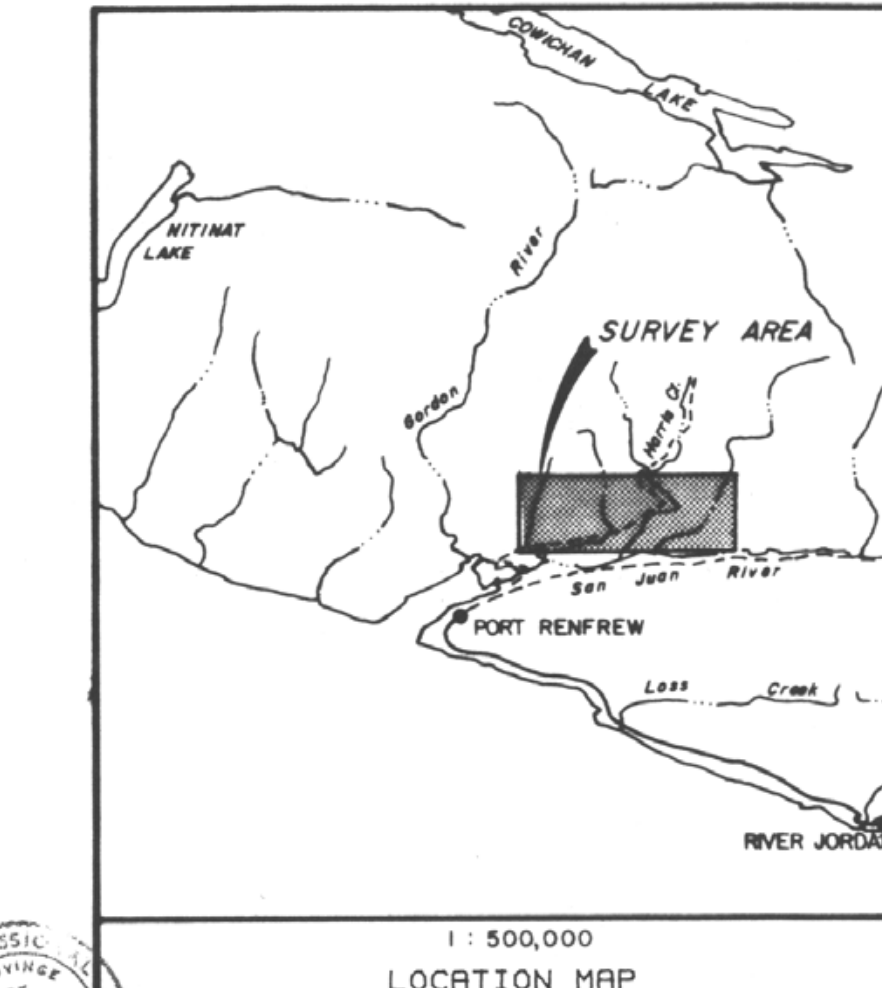 COWICHAN
LAKE
NITINAT
LAKE
River
Gordon
SURVEY AREA
Harris Cr.
San Juan River
PORT RENFREW
Loss Creek
RIVER JORDA
1 : 500,000
LOCATION MAP